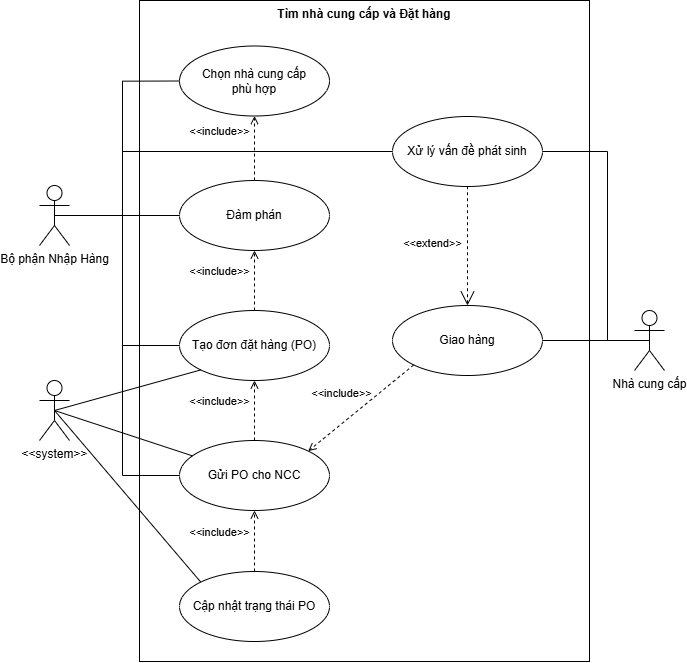 Tìm nhà cung cấp và Đặt hàng
Chọn nhà cung cấp
phù hợp
<<include>>
Xử lý vấn đề phát sinh
Đàm phán
Bộ phận Nhập Hàng
<<extend>>
<<include>>
Tạo đơn đặt hàng (PO)
Giao hàng
Nhà cung cấp
<<include>>
<<include>>
<<system>>
Gửi PO cho NCC
<<include>>
Cập nhật trạng thái PO